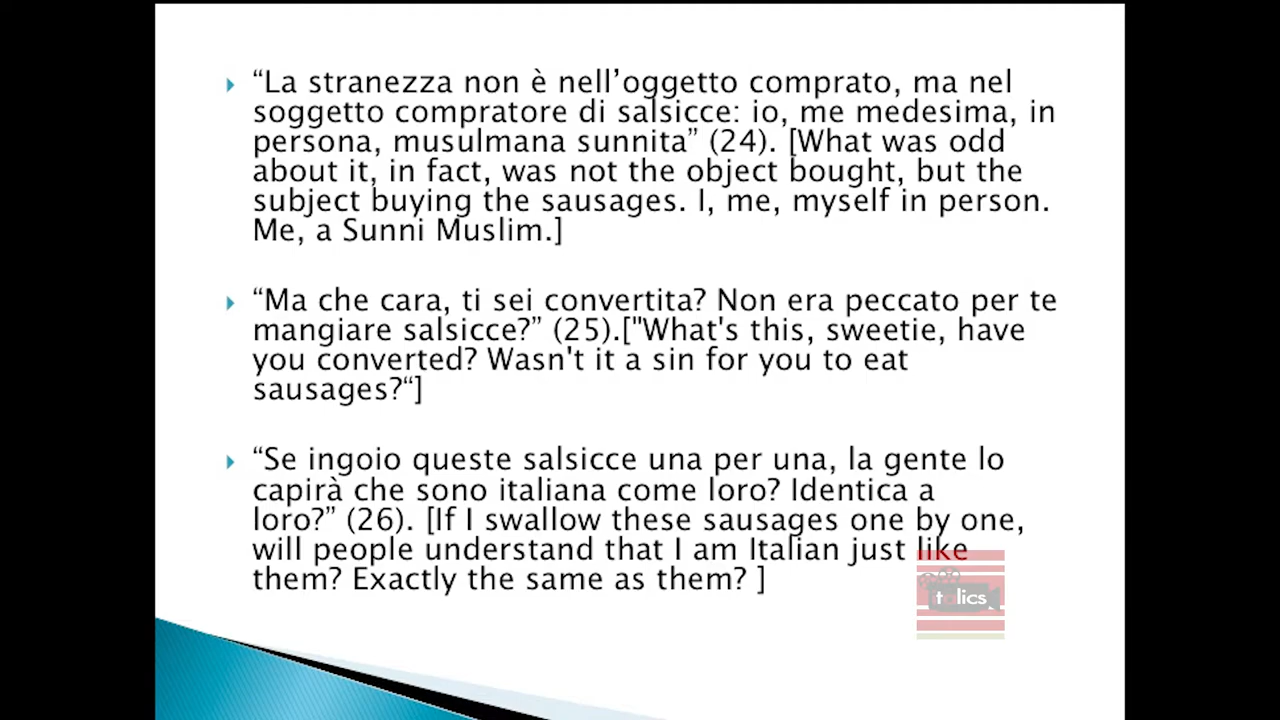 “La stranezza non è nell’oggetto comprato, ma nel
soggetto compratore di salsicce: io, me medesima, in
persona, musulmana sunnita” (24). [What was odd
about it, in fact, was not the object bought, but the
subject buying the sausages. I, me, myself in person.
Me, a Sunni Muslim.]
“Ma che cara, ti sei convertita? Non era peccato per te
mangiare salsicce?” (25).["What's this, sweetie, have
you converted? Wasn't it a sin for you to eat
sausages?“]
“Se ingoio queste salsicce una per una, la gente lo
capirà che sono italiana come loro? Identica a
loro?” (26). [If I swallow these sausages one by one,
will people understand that I am Italian just like
them? Exactly the same as them? ]
italics